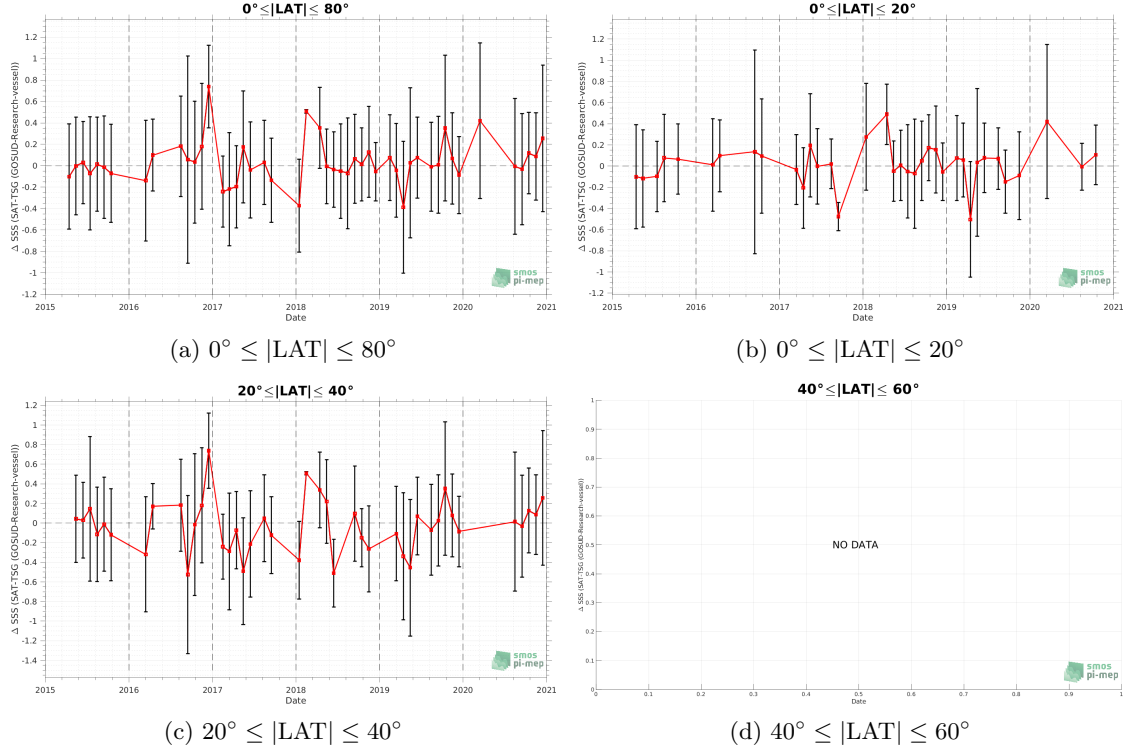 0°≤|LAT|≤ 80°
Δ SSS (SAT-TSG (GOSUD-Research-vessel))
1.2
1
0.8
0.6
0.4
0.2
0
-0.2
-0.4
-0.6
-0.8
-1
-1.2
2015 2016 2017 2018 2019 2020 2021
Date
smos
pi-mep
(a) 0° ≤ |LAT| ≤ 80°
0°≤|LAT|≤ 20°
Δ SSS (SAT-TSG (GOSUD-Research-vessel))
1.2
1
0.8
0.6
0.4
0.2
0
-0.2
-0.4
-0.6
-0.8
-1
-1.2
2015 2016 2017 2018 2019 2020 2021
Date
smos
pi-mep
(b) 0° ≤ |LAT| ≤ 20°
20°≤|LAT|≤ 40°
Δ SSS (SAT-TSG (GOSUD-Research-vessel))
1.2
1
0.8
0.6
0.4
0.2
0
-0.2
-0.4
-0.6
-0.8
-1
-1.2
-1.4
2015 2016 2017 2018 2019 2020 2021
Date
smos
pi-mep
(c) 20° ≤ |LAT| ≤ 40°
40°≤|LAT|≤ 60°
Δ SSS (SAT-TSG (GOSUD-Research-vessel))
1
0.9
0.8
0.7
0.6
0.5
0.4
0.3
0.2
0.1
0
NO DATA
0 0.1 0.2 0.3 0.4 0.5 0.6 0.7 0.8 0.9 1
Date
smos
pi-mep
(d) 40° ≤ |LAT| ≤ 60°